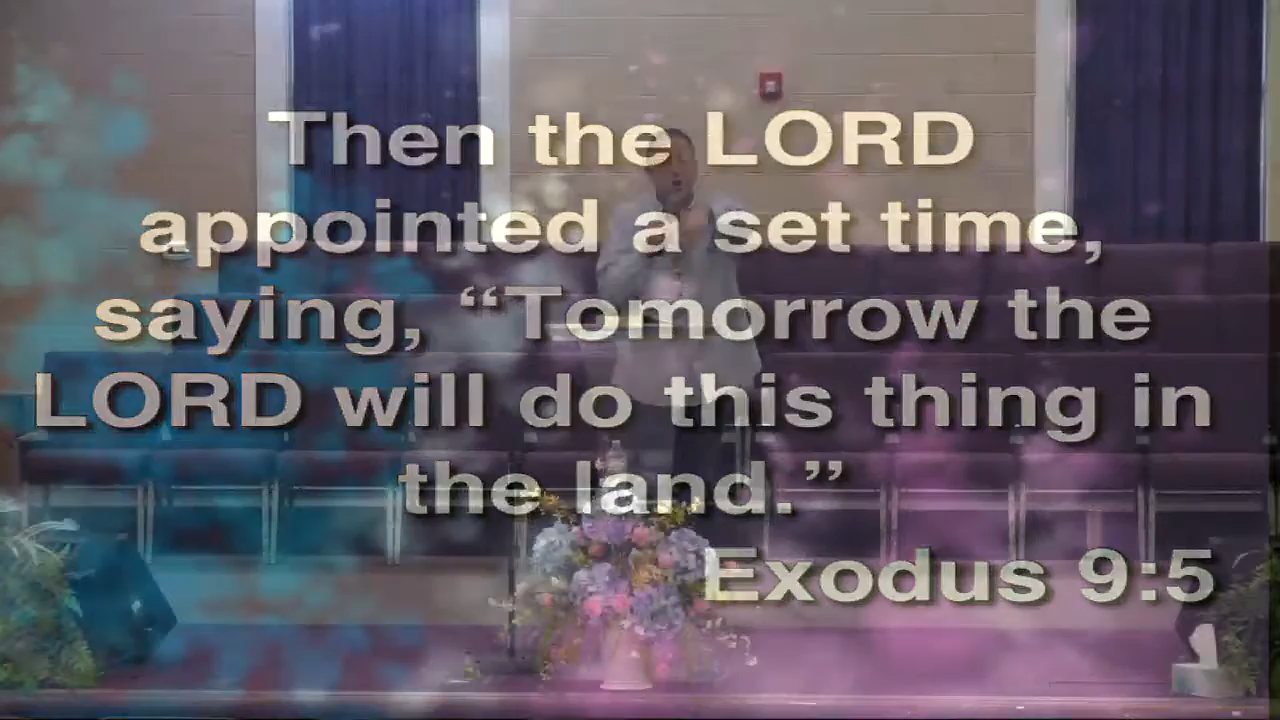 Then the LORD
appointed a set time,
saying, “Tomorrow the
LORD will do this thing in
the land.”
Exodus 9:5